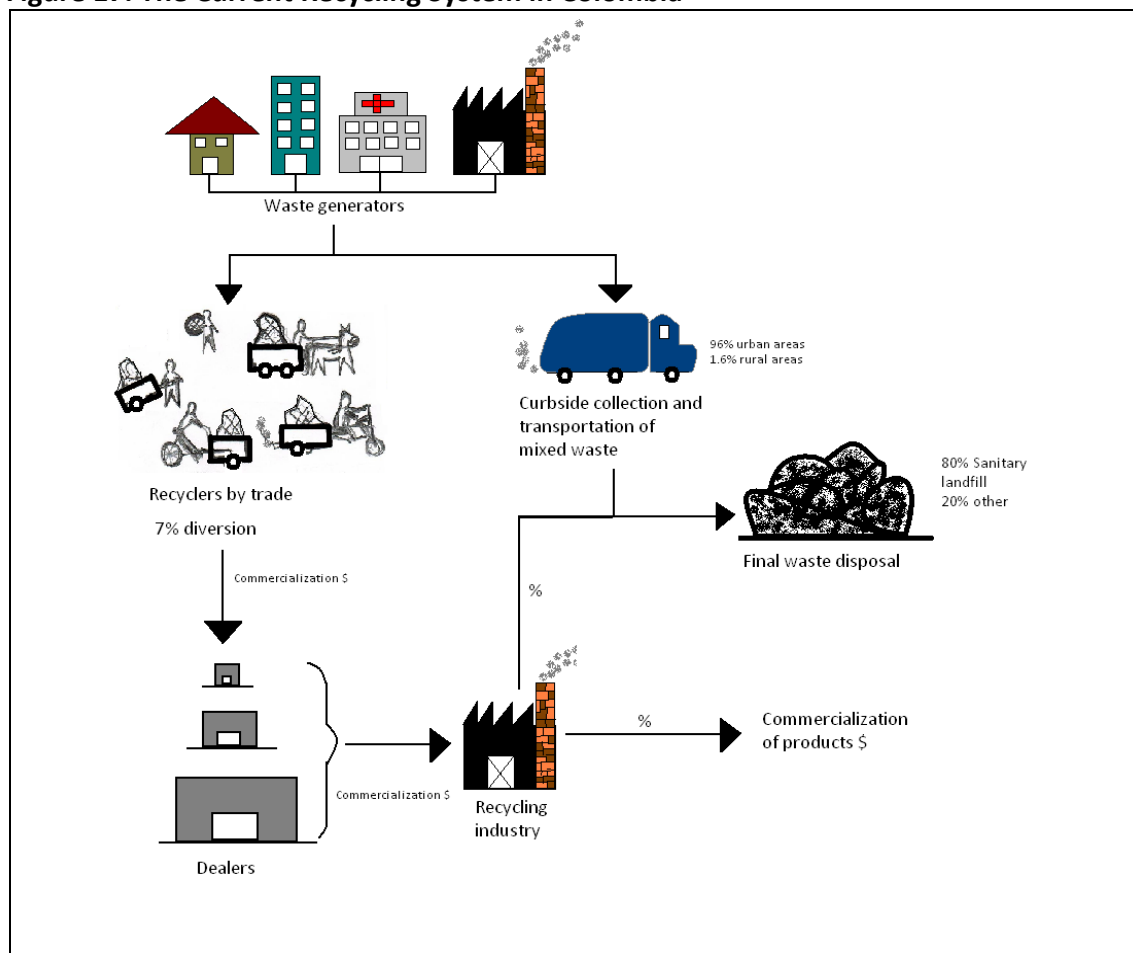 Figure The Current Recycling System in Colombia
Waste generators
96% urban areas
1.6% rural areas
Curbside collection and
transportation of
mixed waste
80% Sanitary
landfill
20% other
Recyclers by trade
7% diversion
Final waste disposal
Commercialization $
%
%
Commercialization
of products $
Commercialization $
Recycling
industry
Dealers